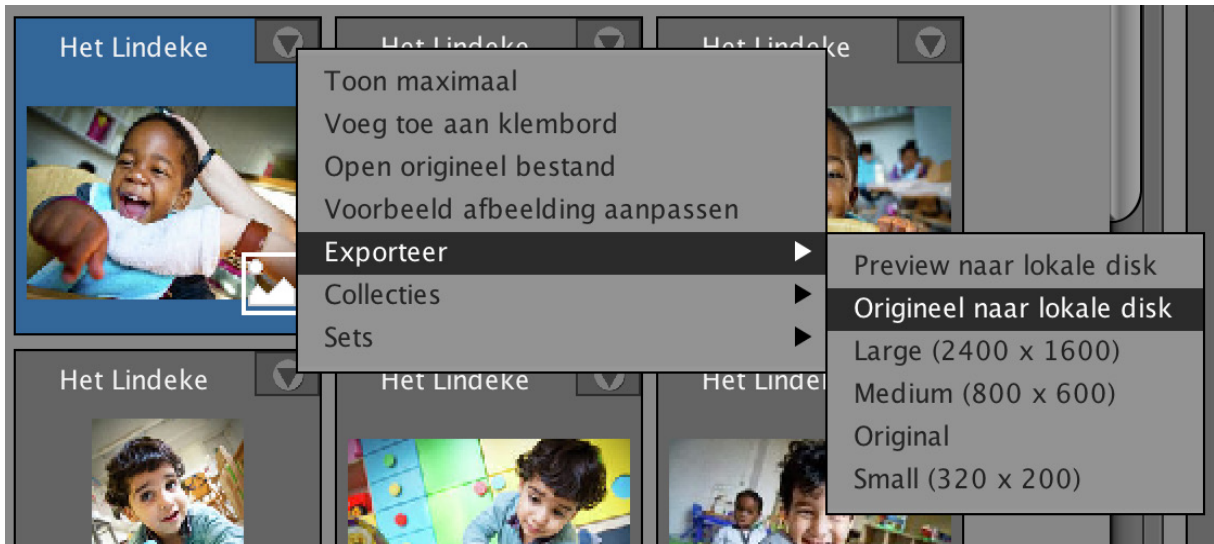 Het Lindeke
Het Lindeke
Het Lindeke
Toon maximaal
Voeg toe aan klembord
Open origineel bestand
Voorbeeld afbeelding aanpassen
Exporteer
Collecties
Sets
Preview naar lokale disk
Origineel naar lokale disk
Large (2400 x 1600)
Medium (800 x 600)
Original
Small (320 x 200)
Het Lindeke
Het Lindeke
Het Lindek